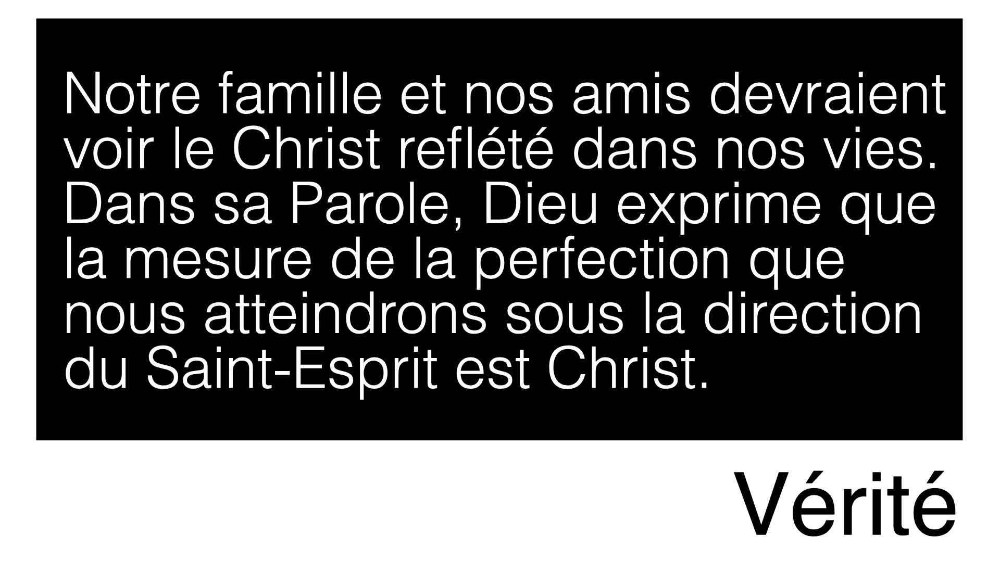 Notre famille et nos amis devraient
voir le Christ reflété dans nos vies.
Dans sa Parole, Dieu exprime que
la mesure de la perfection que
nous atteindrons sous la direction
du Saint-Esprit est Christ.
Vérité